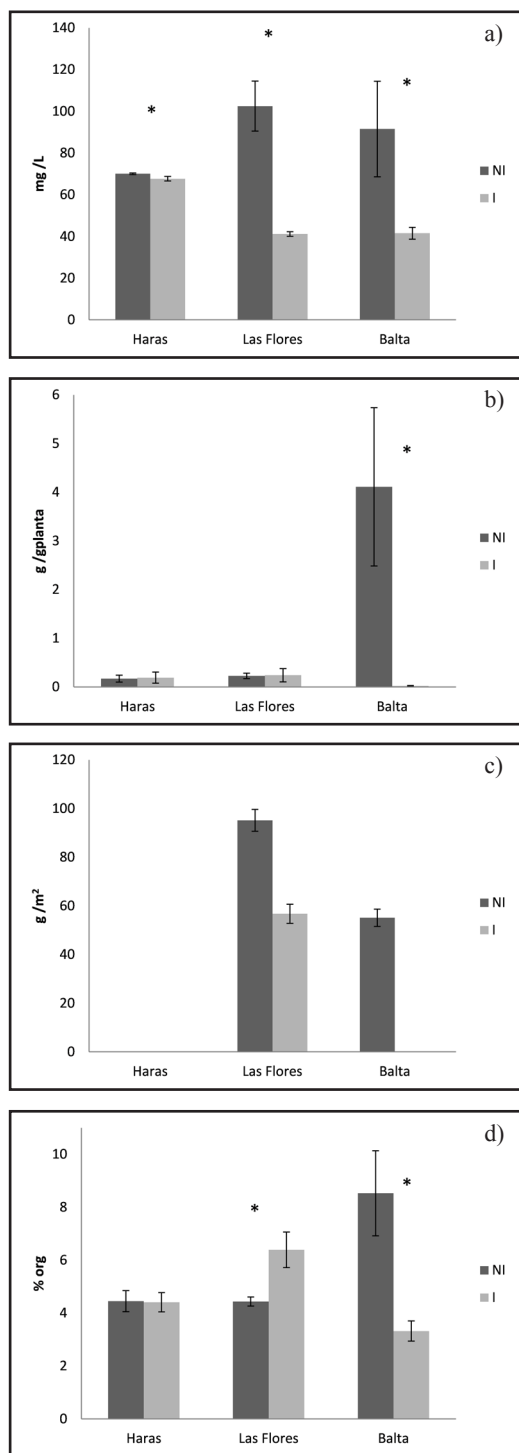 a)
140
120
100
80
60
40
20
0
mg /L
*
*
*
Haras Las Flores Balta
NI
I
b)
6
5
4
3
2
1
0
g /gplanta
*
Haras Las Flores Balta
NI
I
c)
120
100
80
60
40
20
0
g /m²
Haras Las Flores Balta
NI
I
d)
10
8
6
4
2
0
% org
*
*
Haras Las Flores Balta
NI
I